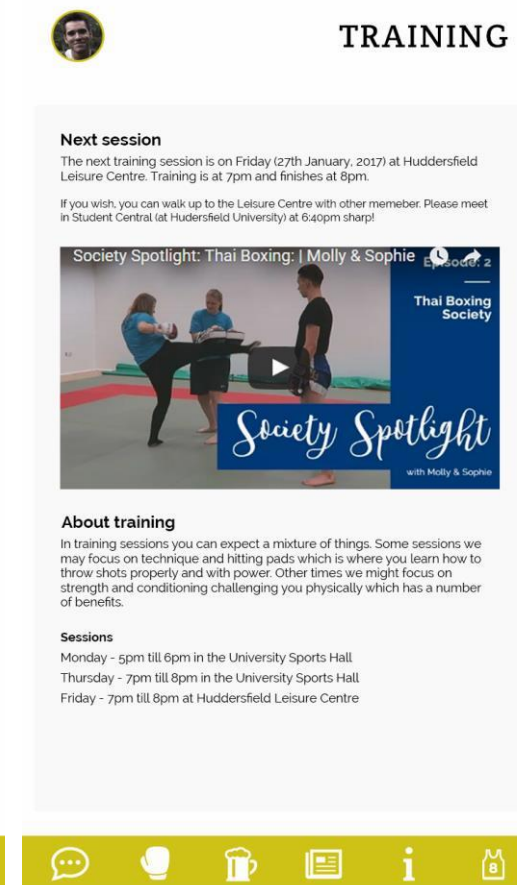 TRAINING
Next session
The next training session is on Friday (27th January, 2017) at Huddersfield
Leisure Centre. Training is at 7pm and finishes at 8pm.
If you wish, you can walk up to the Leisure Centre with other memeber. Please meet
in Student Central (at Hudersfield University) at 6:40pm sharp!
Society Spotlight: Thai Boxing: | Molly & Sophie
Episode: 2
Thai Boxing
Society
Society Spotlight
with Molly & Sophie
About training
In training sessions you can expect a mixture of things. Some sessions we
may focus on technique and hitting pads which is where you learn how to
throw shots properly and with power. Other times we might focus on
strength and conditioning challenging you physically which has a number
of benefits.
Sessions
Monday - 5pm till 6pm in the University Sports Hall
Thursday - 7pm till 8pm in the University Sports Hall
Friday - 7pm till 8pm at Huddersfield Leisure Centre
8